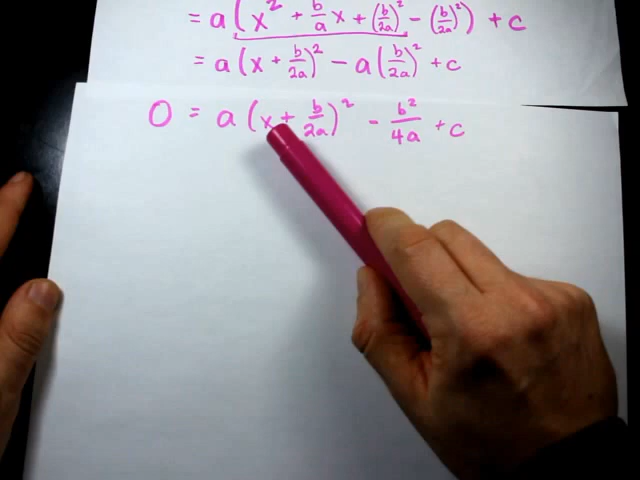 = a (x² + b/a x + (b/2a)² - (b/2a)²) + c
= a (x + b/2a)² - a (b/2a)² + c
0 = a (x + b/2a)² - b²/4a + c